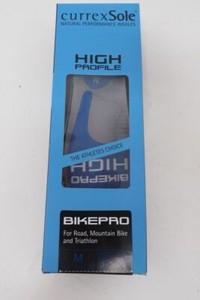 currexSole
NATURAL PERFORMANCE INSOLES
HIGH
PROFILE
THE ATHLETES CHOICE
BIKEPRO
HIGH
BIKEPRO
For Road, Mountain Bike
and Triathlon
M